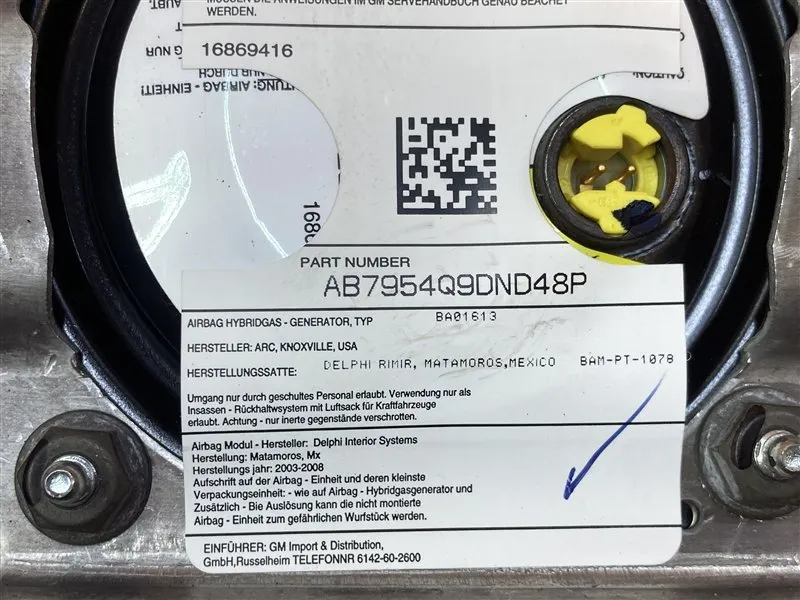 MÜSSEN DIE ANWEISUNGEN IM GM SERVEHANDBUCH GENAU BEACHTET
WERDEN.
16869416
NUR DURCH
AIRBAG - EINHEIT!
PART NUMBER
AB7954Q9DND48P
AIRBAG HYBRIDGAS - GENERATOR, TYP BA01613
HERSTELLER: ARC, KNOXVILLE, USA
HERSTELLUNGSSATTE: DELPHI RIMIR, MATAMOROS,MEXICO BAM-PT-1078
Umgang nur durch geschultes Personal erlaubt. Verwendung nur als
Insassen - Rückhaltwsystem mit Luftsack für Kraftfahrzeuge
erlaubt. Achtung - nur inerte gegenstände verschrotten.
Airbag Modul - Hersteller: Delphi Interior Systems
Herstellung: Matamoros, Mx
Herstellungs jahr: 2003-2008
Aufschrift auf der Airbag - Einheit und deren kleinste
Verpackungseinheit: - wie auf Airbag - Hybridgasgenerator und
Zusätzlich - Bie Auslösung kann die nicht montierte
Airbag - Einheit zum gefährlichen Wurfstück werden.
EINFÜHRER: GM Import & Distribution,
GmbH,Russelheim TELEFONNR 6142-60-2600